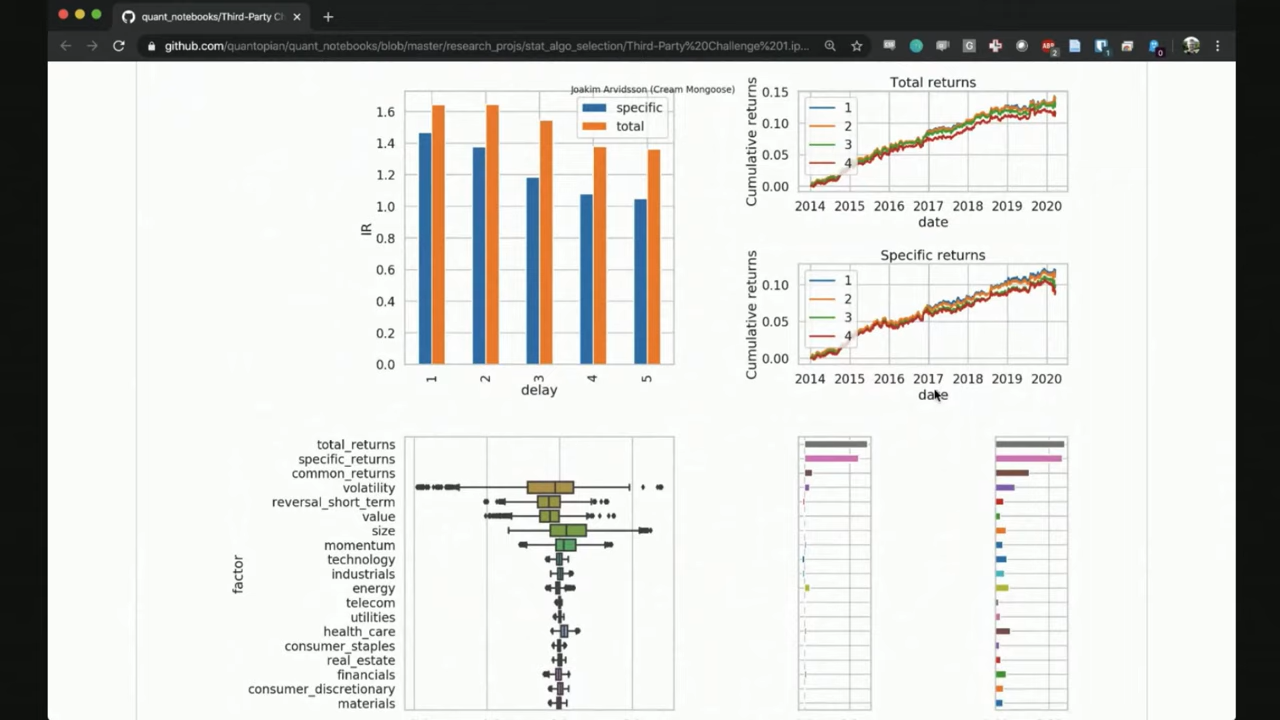 quant_notebooks/Third-Party Ch
github.com/quantopian/quant_notebooks/blob/master/research_projs/stat_algo_selection/Third-Party%20Challenge%201.ip...
Joakim Arvidsson (Cream Mongoose)
specific
total
IR
1.6
1.4
1.2
1.0
0.8
0.6
0.4
0.2
0.0
1 2 3 4 5
delay
Total returns
Cumulative returns
0.15
0.10
0.05
0.00
1
2
3
4
2014 2015 2016 2017 2018 2019 2020
date
Specific returns
Cumulative returns
0.10
0.05
0.00
1
2
3
4
2014 2015 2016 2017 2018 2019 2020
date
factor
total_returns
specific_returns
common_returns
volatility
reversal_short_term
value
size
momentum
technology
industrials
energy
telecom
utilities
health_care
consumer_staples
real_estate
financials
consumer_discretionary
materials